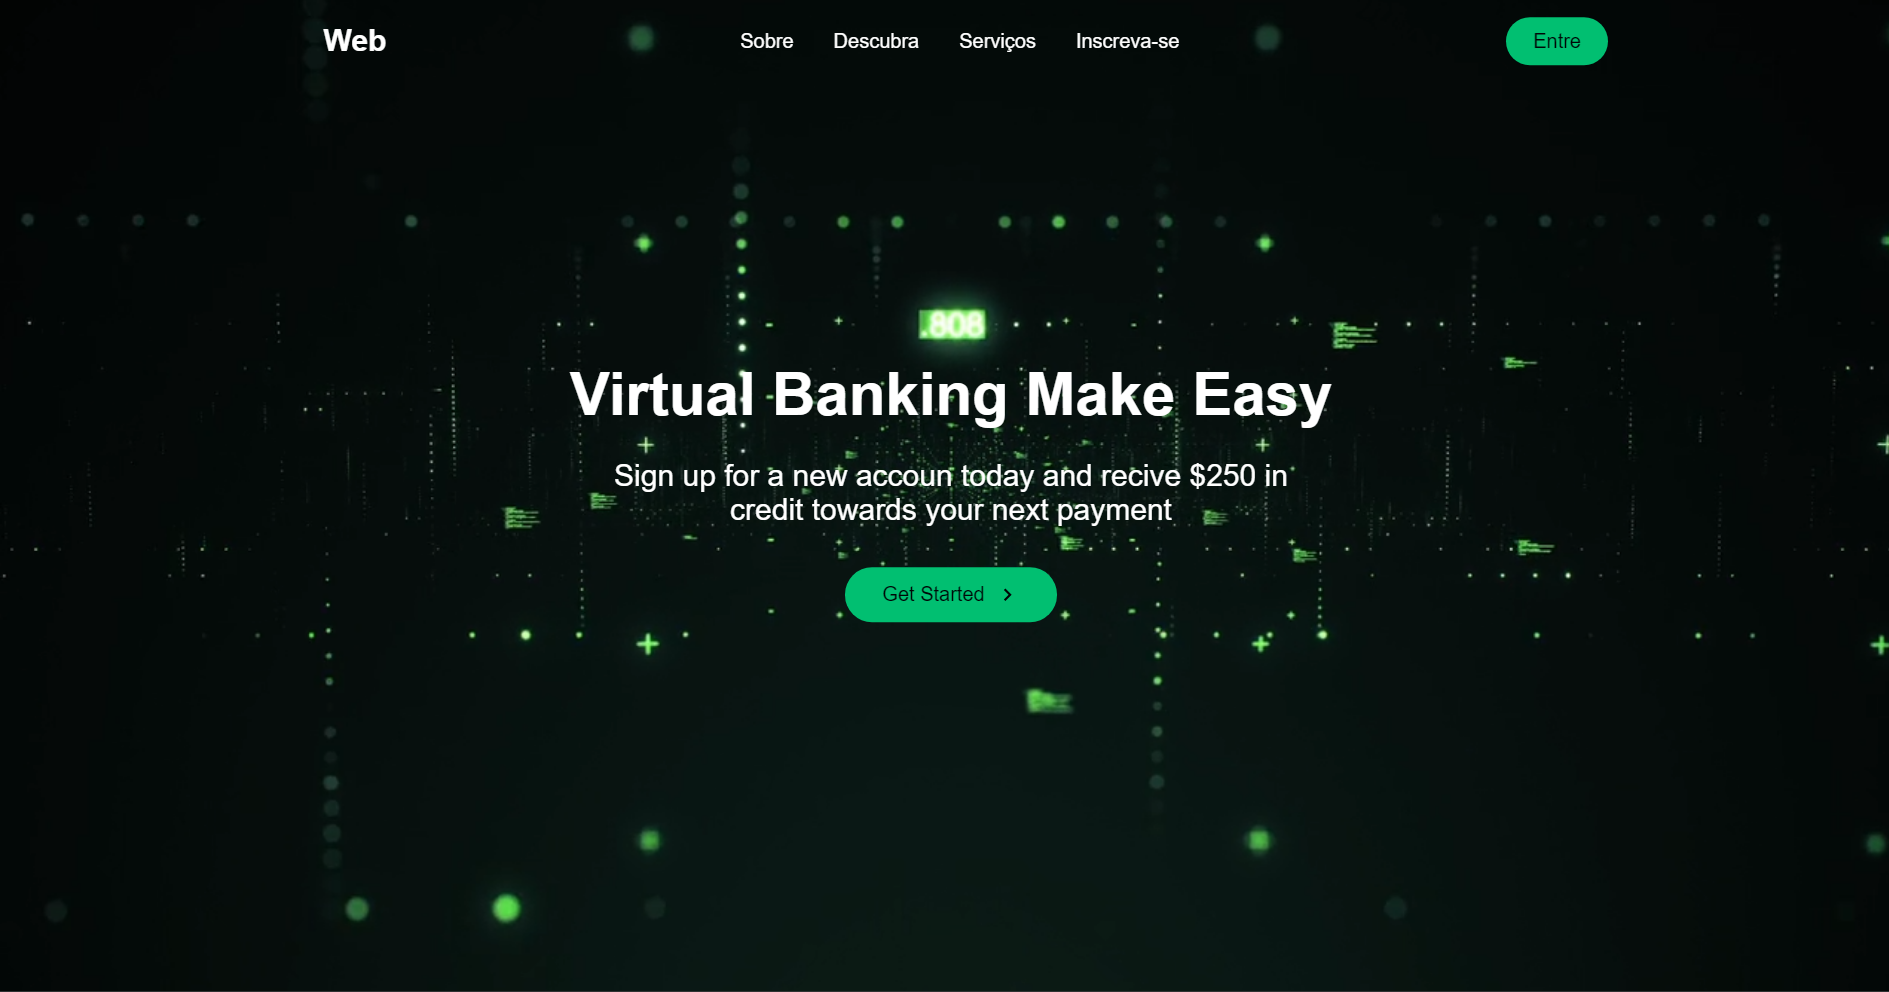 Web
Sobre Descubra Serviços Inscreva-se
Entre
.808
Virtual Banking Make Easy
Sign up for a new accoun today and recive $250 in
credit towards your next payment
Get Started